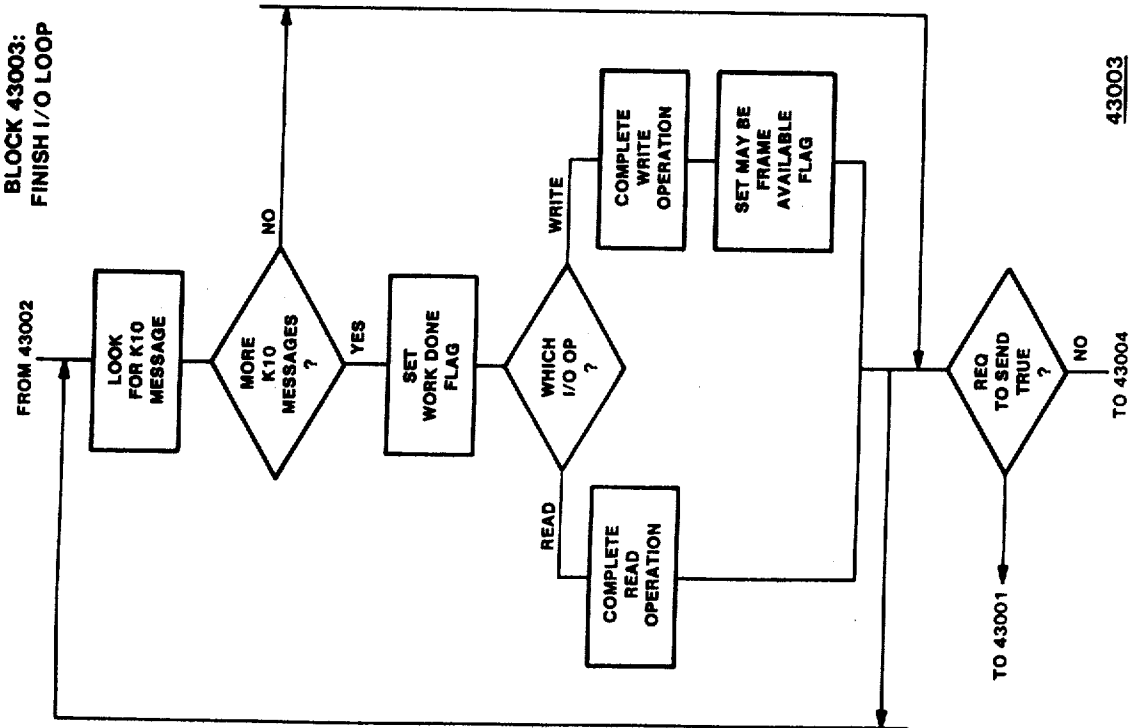 BLOCK 43003:
FINISH I/O LOOP
FROM 43002
LOOK
FOR K10
MESSAGE
MORE
K10
MESSAGES
?
NO
YES
SET
WORK DONE
FLAG
WHICH
I/O OP
?
READ
WRITE
COMPLETE
READ
OPERATION
COMPLETE
WRITE
OPERATION
SET MAY BE
FRAME
AVAILABLE
FLAG
REQ
TO SEND
TRUE
?
TO 43001
NO
TO 43004
43003